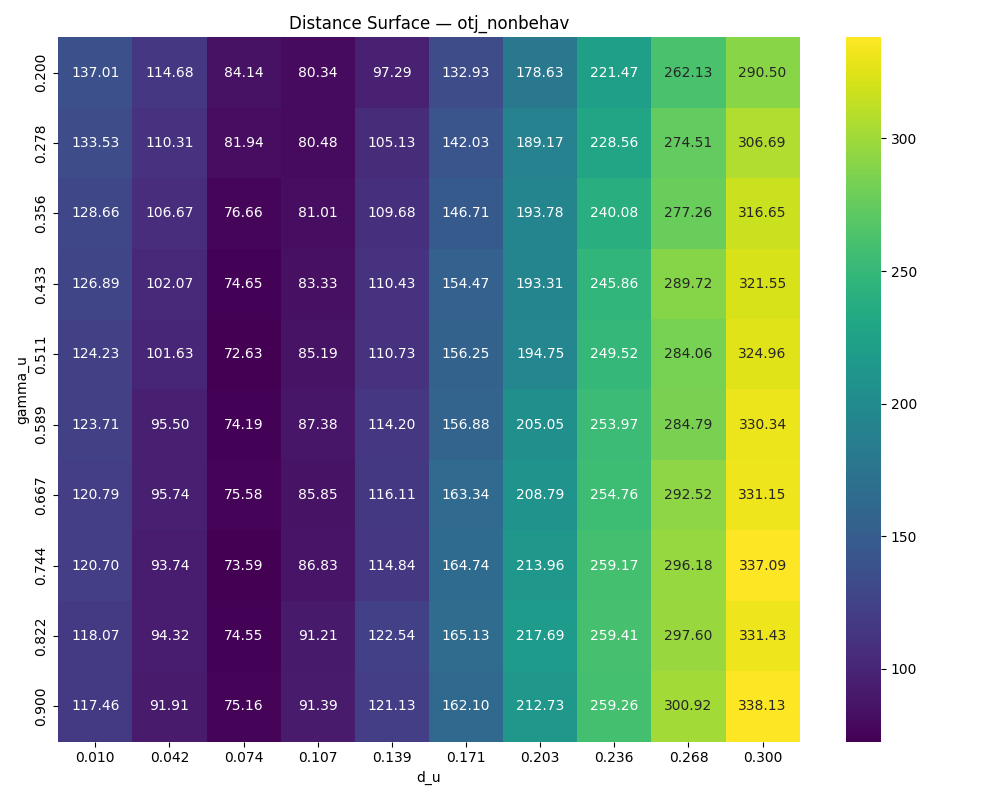 Distance Surface — otj_nonbehav
gamma_u
0.200 137.01 114.68 84.14 80.34 97.29 132.93 178.63 221.47 262.13 290.50
0.278 133.53 110.31 81.94 80.48 105.13 142.03 189.17 228.56 274.51 306.69
0.356 128.66 106.67 76.66 81.01 109.68 146.71 193.78 240.08 277.26 316.65
0.433 126.89 102.07 74.65 83.33 110.43 154.47 193.31 245.86 289.72 321.55
0.511 124.23 101.63 72.63 85.19 110.73 156.25 194.75 249.52 284.06 324.96
0.589 123.71 95.50 74.19 87.38 114.20 156.88 205.05 253.97 284.79 330.34
0.667 120.79 95.74 75.58 85.85 116.11 163.34 208.79 254.76 292.52 331.15
0.744 120.70 93.74 73.59 86.83 114.84 164.74 213.96 259.17 296.18 337.09
0.822 118.07 94.32 74.55 91.21 122.54 165.13 217.69 259.41 297.60 331.43
0.900 117.46 91.91 75.16 91.39 121.13 162.10 212.73 259.26 300.92 338.13
0.010 0.042 0.074 0.107 0.139 0.171 0.203 0.236 0.268 0.300
d_u
300
250
200
150
100